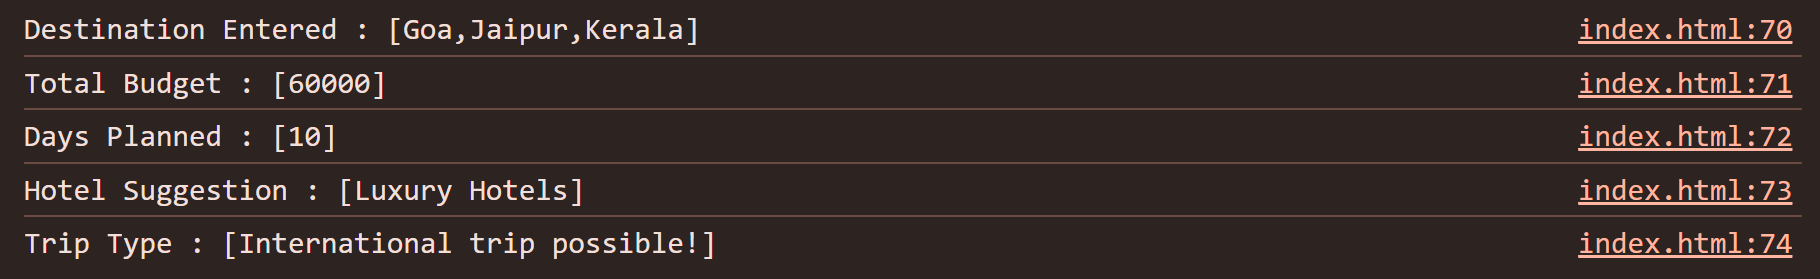 Destination Entered : [Goa,Jaipur,Kerala] index.html:70
Total Budget : [60000] index.html:71
Days Planned : [10] index.html:72
Hotel Suggestion : [Luxury Hotels] index.html:73
Trip Type : [International trip possible!] index.html:74